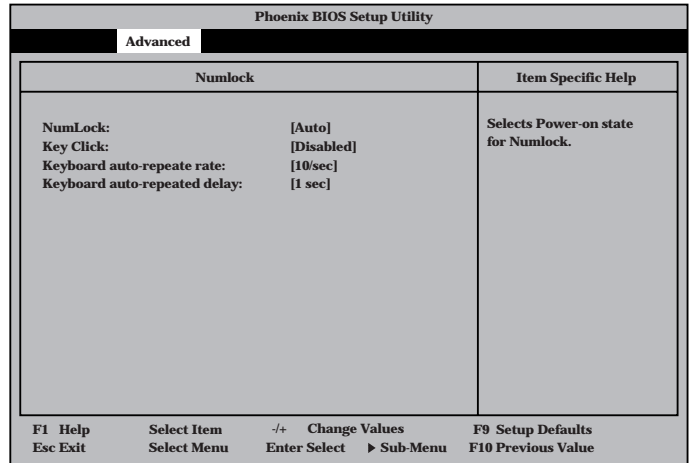 Phoenix BIOS Setup Utility
Advanced
Numlock
Item Specific Help
NumLock: [Auto]
Key Click: [Disabled]
Keyboard auto-repeate rate: [10/sec]
Keyboard auto-repeated delay: [1 sec]
Selects Power-on state
for Numlock.
F1 Help Select Item -/+ Change Values F9 Setup Defaults
Esc Exit Select Menu Enter Select ▶ Sub-Menu F10 Previous Value